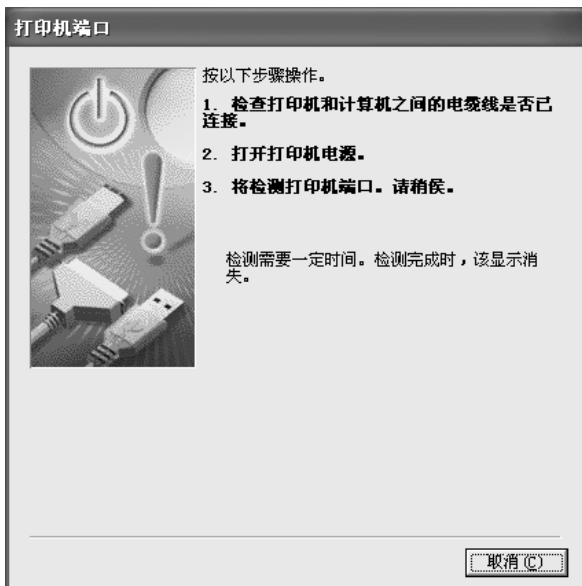 打印机端口
按以下步骤操作。
1. 检查打印机和计算机之间的电缆线是否已
连接。
2. 打开打印机电源。
3. 将检测打印机端口。请稍侯。
检测需要一定时间。检测完成时，该显示消
失。
取消(C)